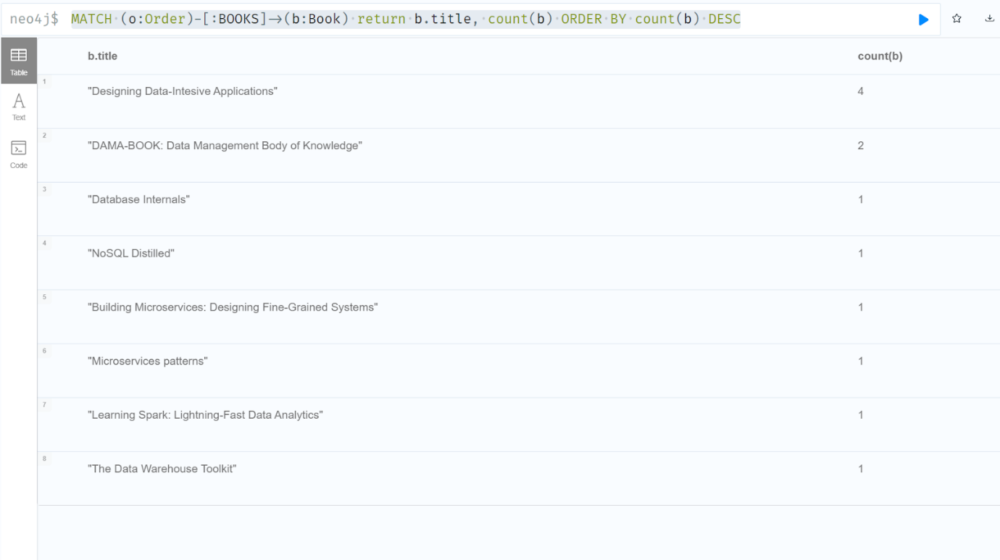 neo4j$ MATCH (o:Order)-[:BOOKS]→(b:Book) return b.title, count(b) ORDER BY count(b) DESC
Table
Text
Code
b.title count(b)
1 "Designing Data-Intesive Applications" 4
2 "DAMA-BOOK: Data Management Body of Knowledge" 2
3 "Database Internals" 1
4 "NoSQL Distilled" 1
5 "Building Microservices: Designing Fine-Grained Systems" 1
6 "Microservices patterns" 1
7 "Learning Spark: Lightning-Fast Data Analytics" 1
8 "The Data Warehouse Toolkit" 1